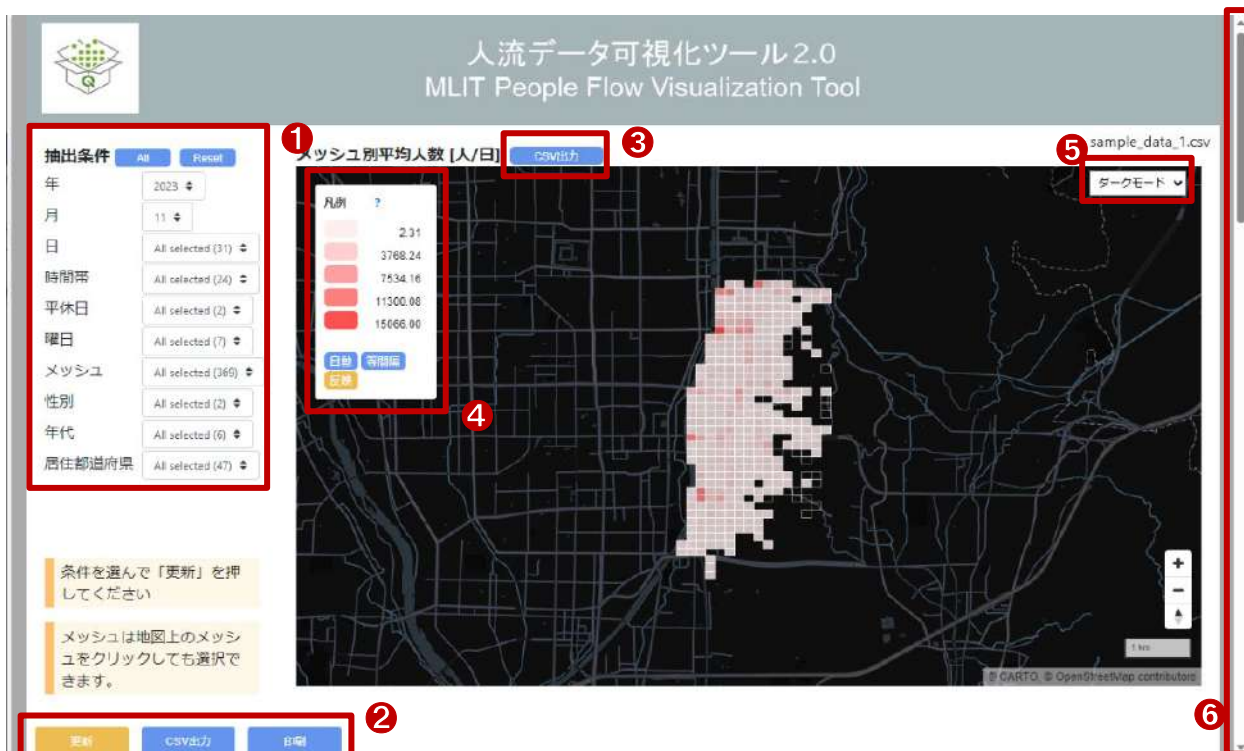 Q
人流データ可視化ツール2.0
MLIT People Flow Visualization Tool
❶
抽出条件 All Reset
年 2023
月 11
日 All selected (31)
時間帯 All selected (24)
平休日 All selected (2)
曜日 All selected (7)
メッシュ All selected (369)
性別 All selected (2)
年代 All selected (6)
居住都道府県 All selected (47)
条件を選んで「更新」を押
してください
メッシュは地図上のメッシ
ュをクリックしても選択で
きます。
❷
更新 CSV出力 印刷
メッシュ別平均人数 [人/日] CSV出力
❸
sample_data_1.csv
❹
凡例 ?
2.31
3768.24
7534.16
11300.08
15066.00
自動 等間隔
反映
❺
ダークモード
+
−
1 km
© CARTO, © OpenStreetMap contributors
❻